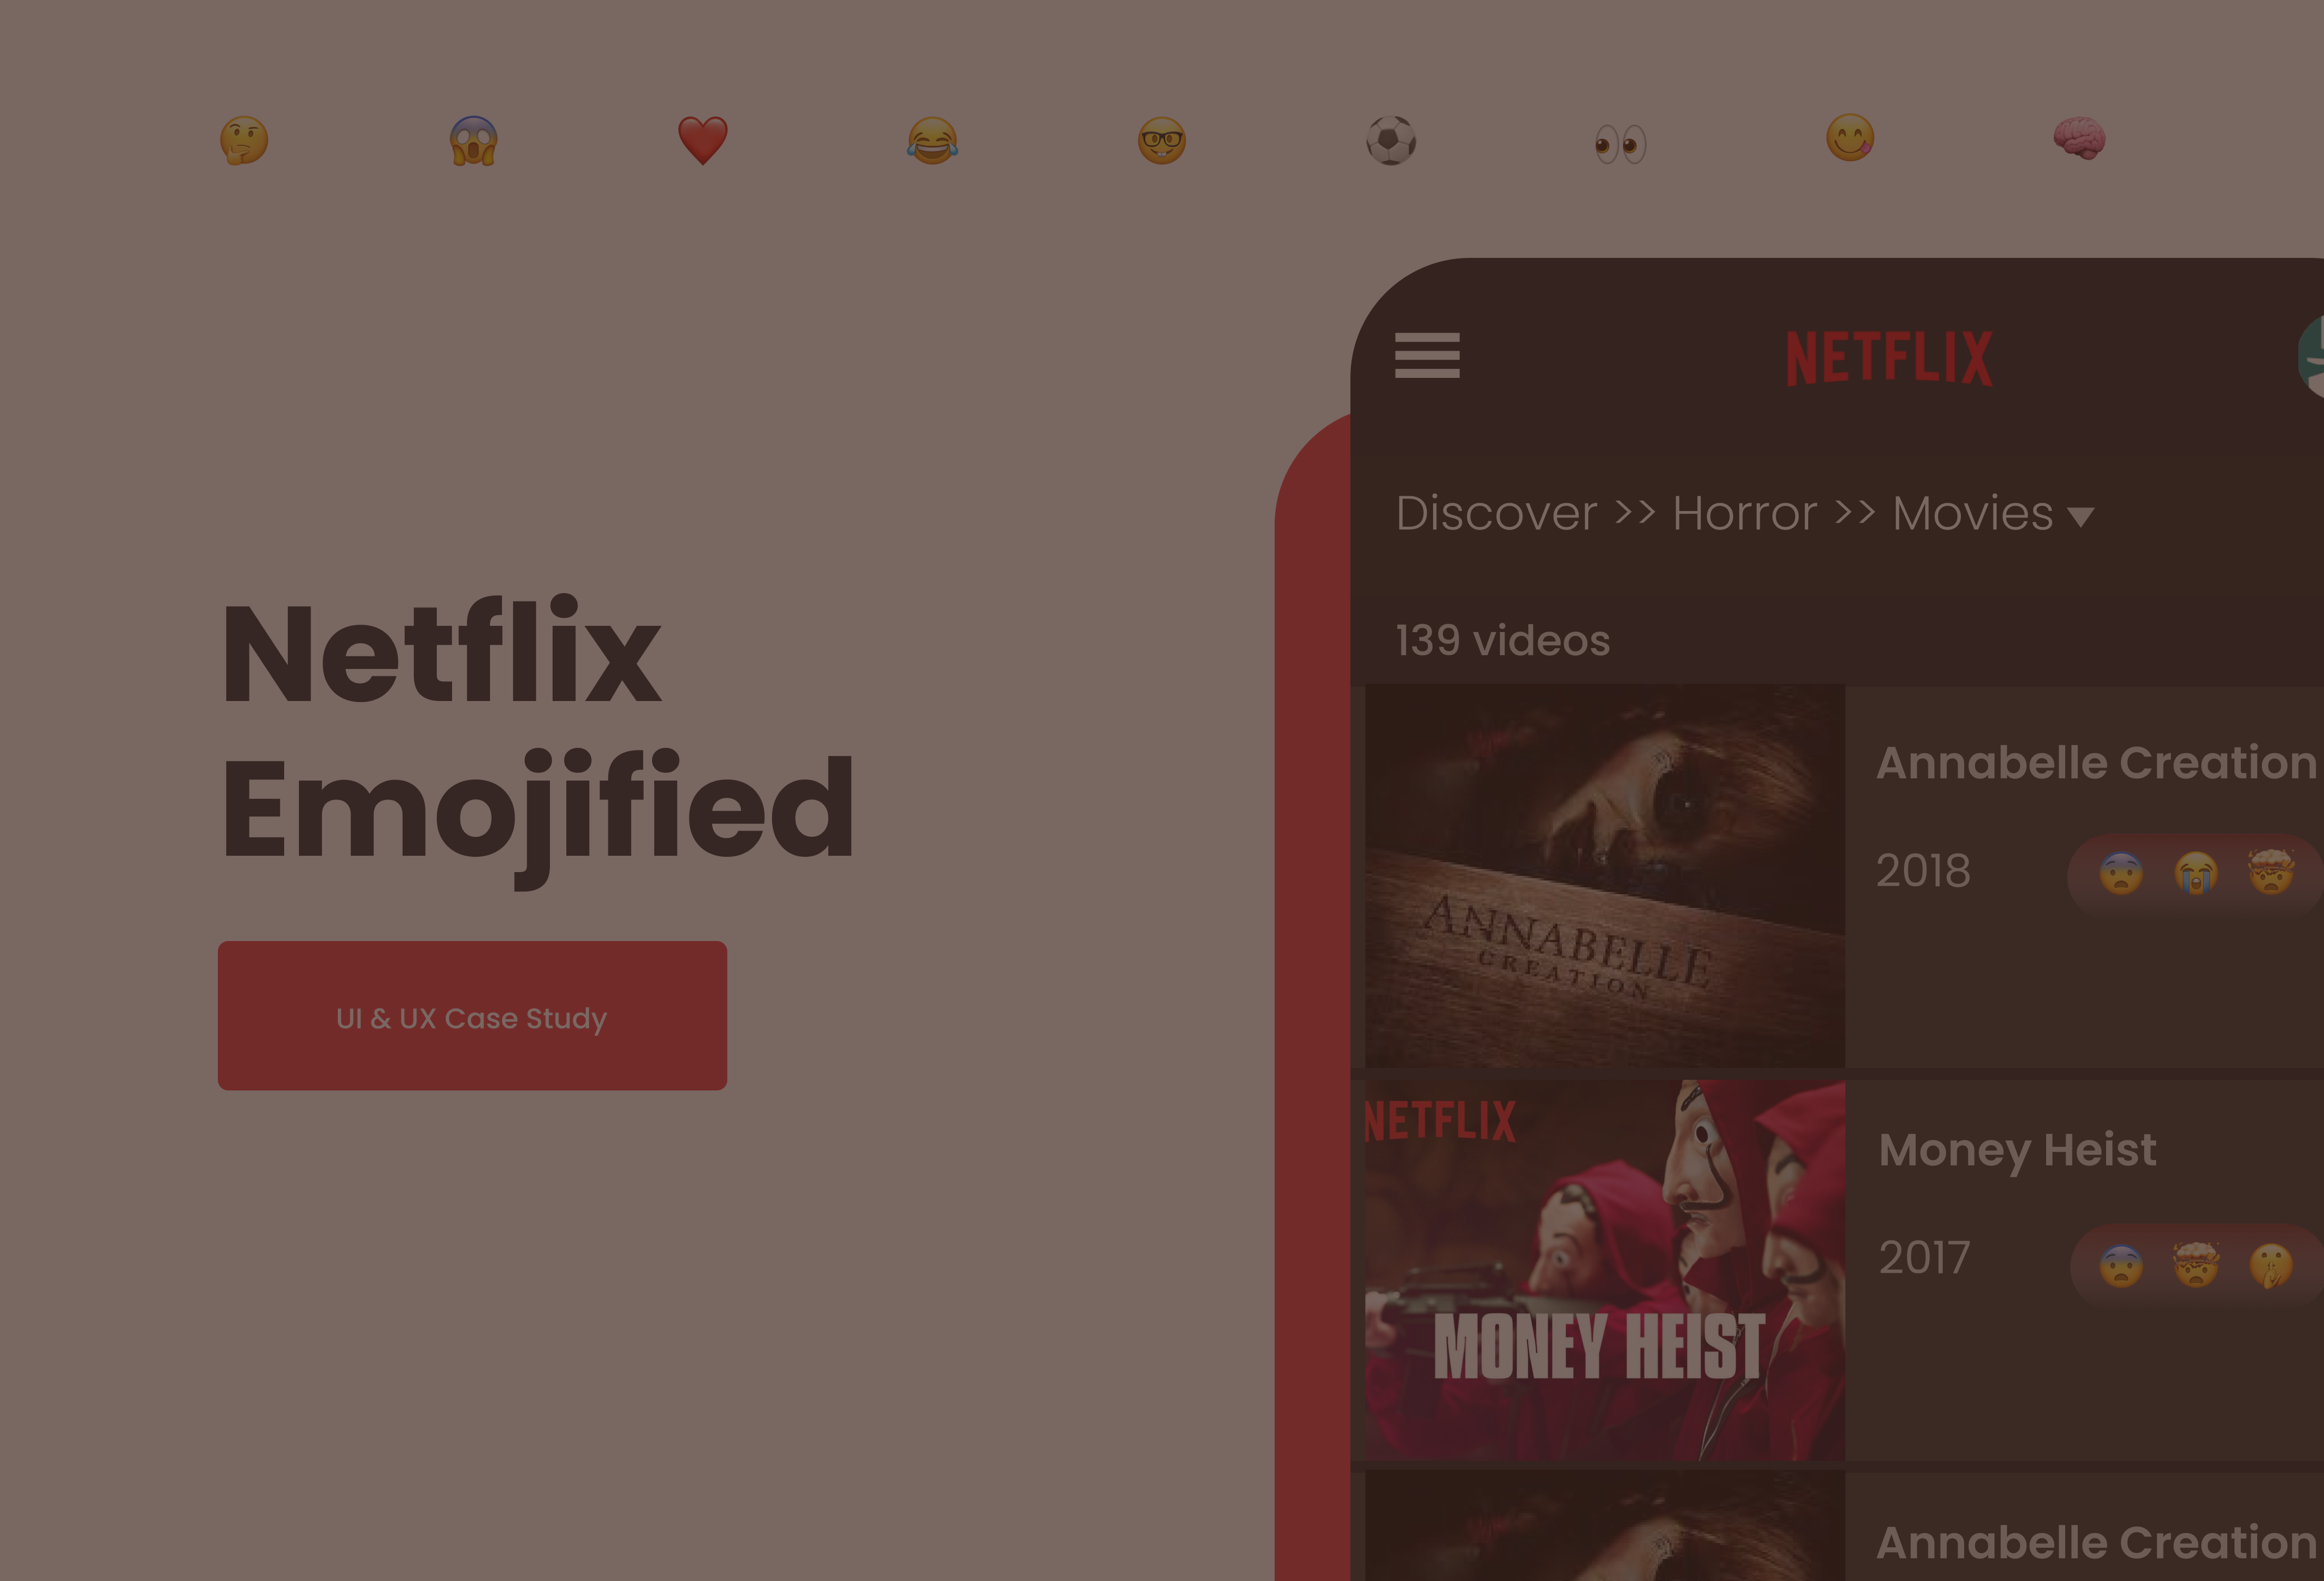 NETFLIX
Discover >> Horror >> Movies
139 videos
Netflix
Emojified
UI & UX Case Study
Annabelle Creation
2018
ANNABELLE
CREATION
NETFLIX
MONEY HEIST
Money Heist
2017
Annabelle Creation